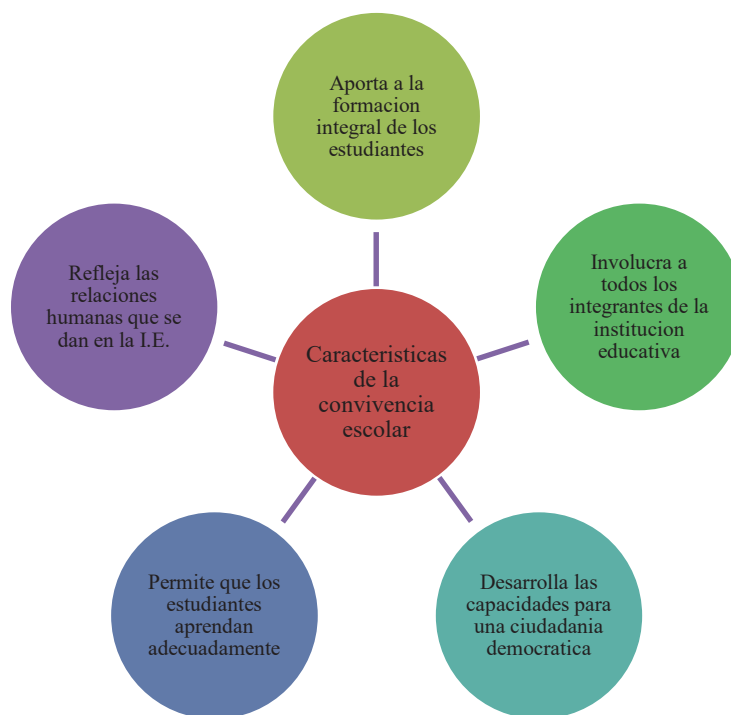 Aporta a la
formacion
integral de los
estudiantes
Involucra a
todos los
integrantes de la
institucion
educativa
Desarrolla las
capacidades para
una ciudadania
democratica
Permite que los
estudiantes
aprendan
adecuadamente
Refleja las
relaciones
humanas que se
dan en la I.E.
Caracteristicas
de la
convivencia
escolar